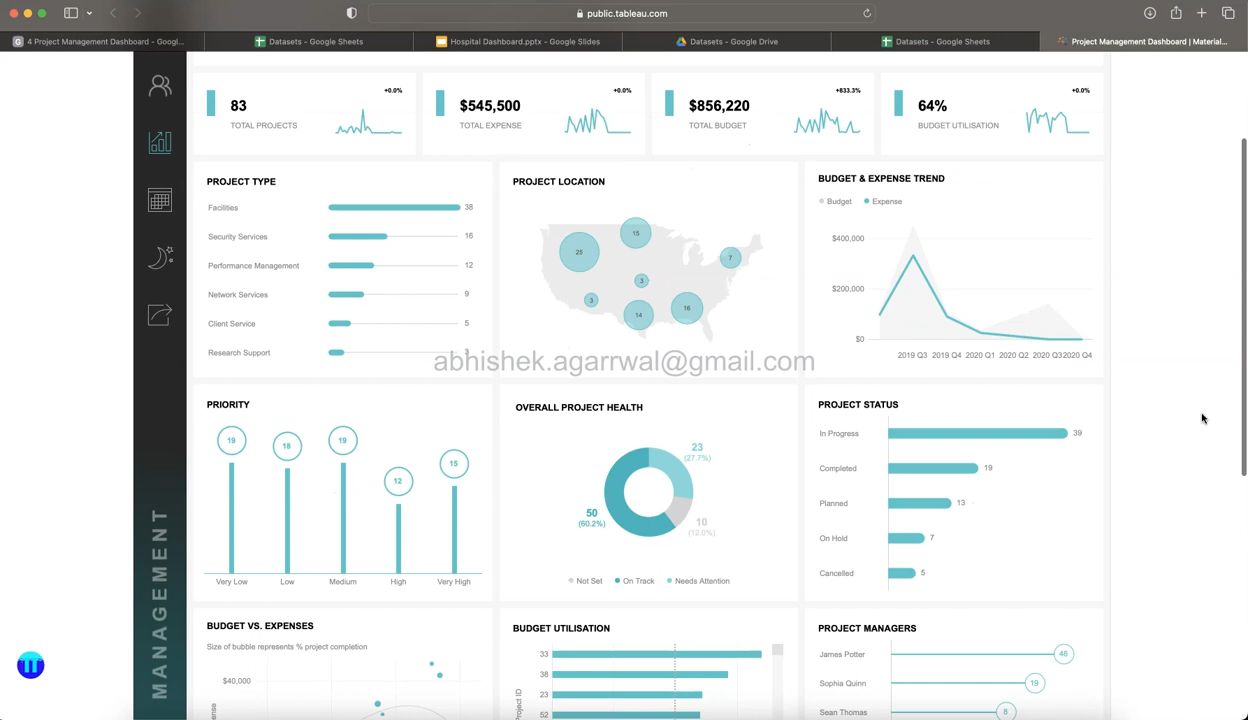 public.tableau.com
4 Project Management Dashboard - Googl...
Datasets - Google Sheets
Hospital Dashboard.pptx - Google Slides
Datasets - Google Drive
Datasets - Google Sheets
Project Management Dashboard | Material...
+0.0%
83
TOTAL PROJECTS
+0.0%
$545,500
TOTAL EXPENSE
+833.3%
$856,220
TOTAL BUDGET
+0.0%
64%
BUDGET UTILISATION
PROJECT TYPE
Facilities 38
Security Services 16
Performance Management 12
Network Services 9
Client Service 5
Research Support 3
PROJECT LOCATION
15
25
7
3
3
14
16
BUDGET & EXPENSE TREND
Budget Expense
$400,000
$200,000
$0
2019 Q3 2019 Q4 2020 Q1 2020 Q2 2020 Q3 2020 Q4
abhishek.agarrwal@gmail.com
PRIORITY
19
18
19
12
15
Very Low Low Medium High Very High
OVERALL PROJECT HEALTH
23
(27.7%)
50
(60.2%)
10
(12.0%)
Not Set On Track Needs Attention
PROJECT STATUS
In Progress 39
Completed 19
Planned 13
On Hold 7
Cancelled 5
MANAGEMENT
BUDGET VS. EXPENSES
Size of bubble represents % project completion
$40,000
BUDGET UTILISATION
33
38
23
52
Project ID
PROJECT MANAGERS
James Potter 46
Sophia Quinn 19
Sean Thomas 8